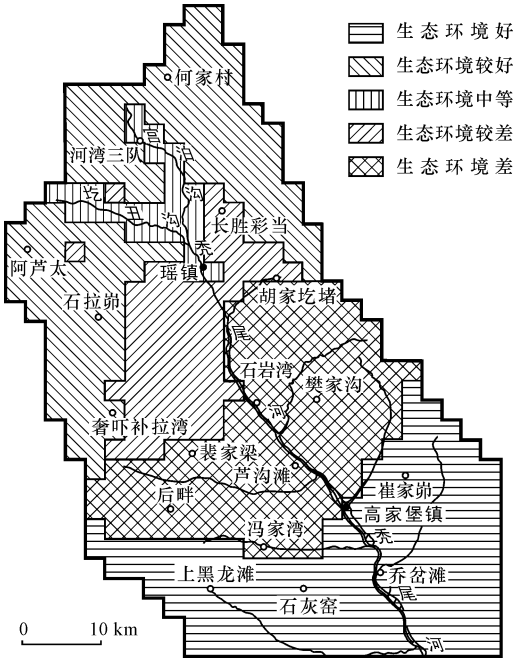 生态环境好
生态环境较好
生态环境中等
生态环境较差
生态环境差
何家村
宫泊沟
河湾三队
圪丑沟
长胜彩当
秃尾河
阿芦太
瑶镇
石拉峁
胡家圪堵
石岩湾
樊家沟
奢吓补拉湾
裴家梁
芦沟滩
后畔
崔家峁
高家堡镇
冯家湾
秃尾河
上黑龙滩
乔岔滩
石灰窑
0 10 km